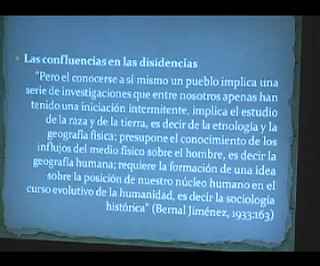 Las confluencias en las disidencias
"Pero el conocerse a sí mismo un pueblo implica una
serie de investigaciones que entre nosotros apenas han
tenido una iniciación intermitente, implica el estudio
de la raza y de la tierra, es decir de la etnología y la
geografía física; presupone el conocimiento de los
influjos del medio físico sobre el hombre, es decir la
geografía humana; requiere la formación de una idea
sobre la posición de nuestro núcleo humano en el
curso evolutivo de la humanidad, es decir la sociología
histórica" (Bernal Jiménez, 1933:163)